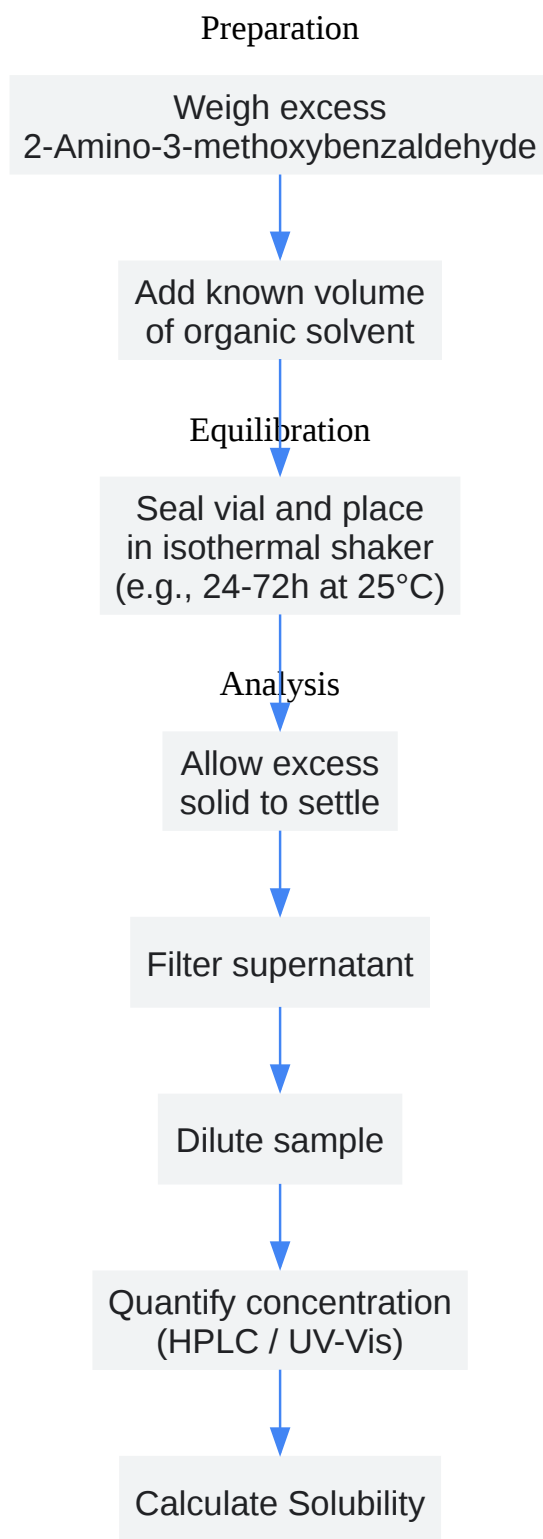 Preparation
Weigh excess
2-Amino-3-methoxybenzaldehyde
Add known volume
of organic solvent
Equilibration
Seal vial and place
in isothermal shaker
(e.g., 24-72h at 25°C)
Analysis
Allow excess
solid to settle
Filter supernatant
Dilute sample
Quantify concentration
(HPLC / UV-Vis)
Calculate Solubility